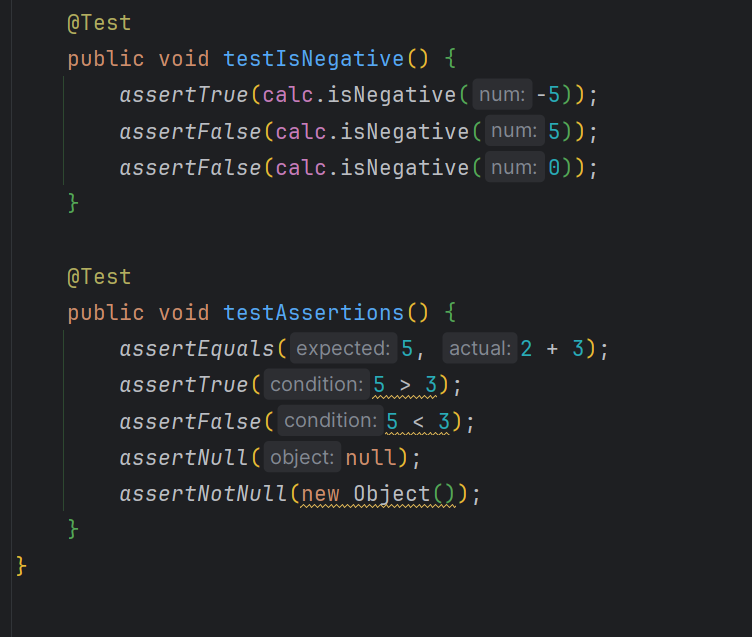 @Test
public void testIsNegative() {
assertTrue(calc.isNegative( num: -5));
assertFalse(calc.isNegative( num: 5));
assertFalse(calc.isNegative( num: 0));
}
@Test
public void testAssertions() {
assertEquals( expected: 5, actual: 2 + 3);
assertTrue( condition: 5 > 3);
assertFalse( condition: 5 < 3);
assertNull( object: null);
assertNotNull(new Object());
}
}